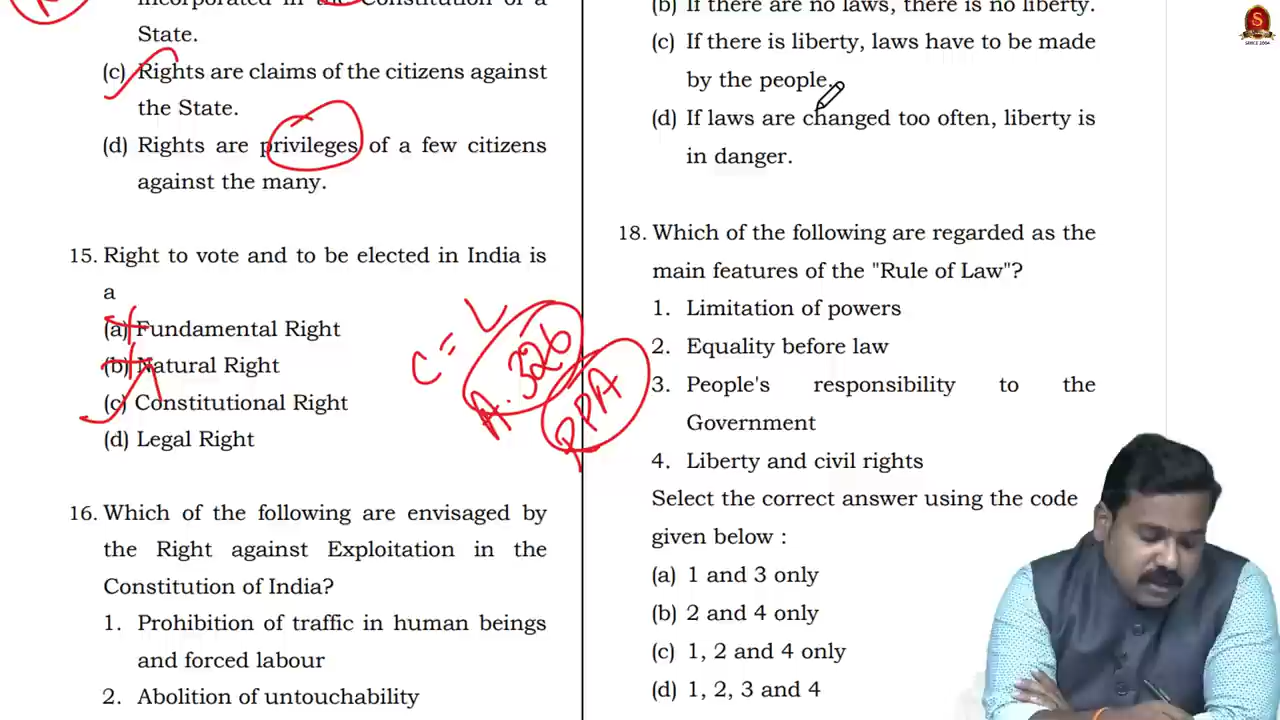 incorporated in the Constitution of a
State.
(c) Rights are claims of the citizens against
the State.
(d) Rights are privileges of a few citizens
against the many.
15. Right to vote and to be elected in India is
a
(a) Fundamental Right
(b) Natural Right
(c) Constitutional Right
(d) Legal Right
C = L
A. 326
RPA
16. Which of the following are envisaged by
the Right against Exploitation in the
Constitution of India?
1. Prohibition of traffic in human beings
and forced labour
2. Abolition of untouchability
(b) If there are no laws, there is no liberty.
(c) If there is liberty, laws have to be made
by the people.
(d) If laws are changed too often, liberty is
in danger.
18. Which of the following are regarded as the
main features of the "Rule of Law"?
1. Limitation of powers
2. Equality before law
3. People's responsibility to the
Government
4. Liberty and civil rights
Select the correct answer using the code
given below :
(a) 1 and 3 only
(b) 2 and 4 only
(c) 1, 2 and 4 only
(d) 1, 2, 3 and 4
SINCE 2004